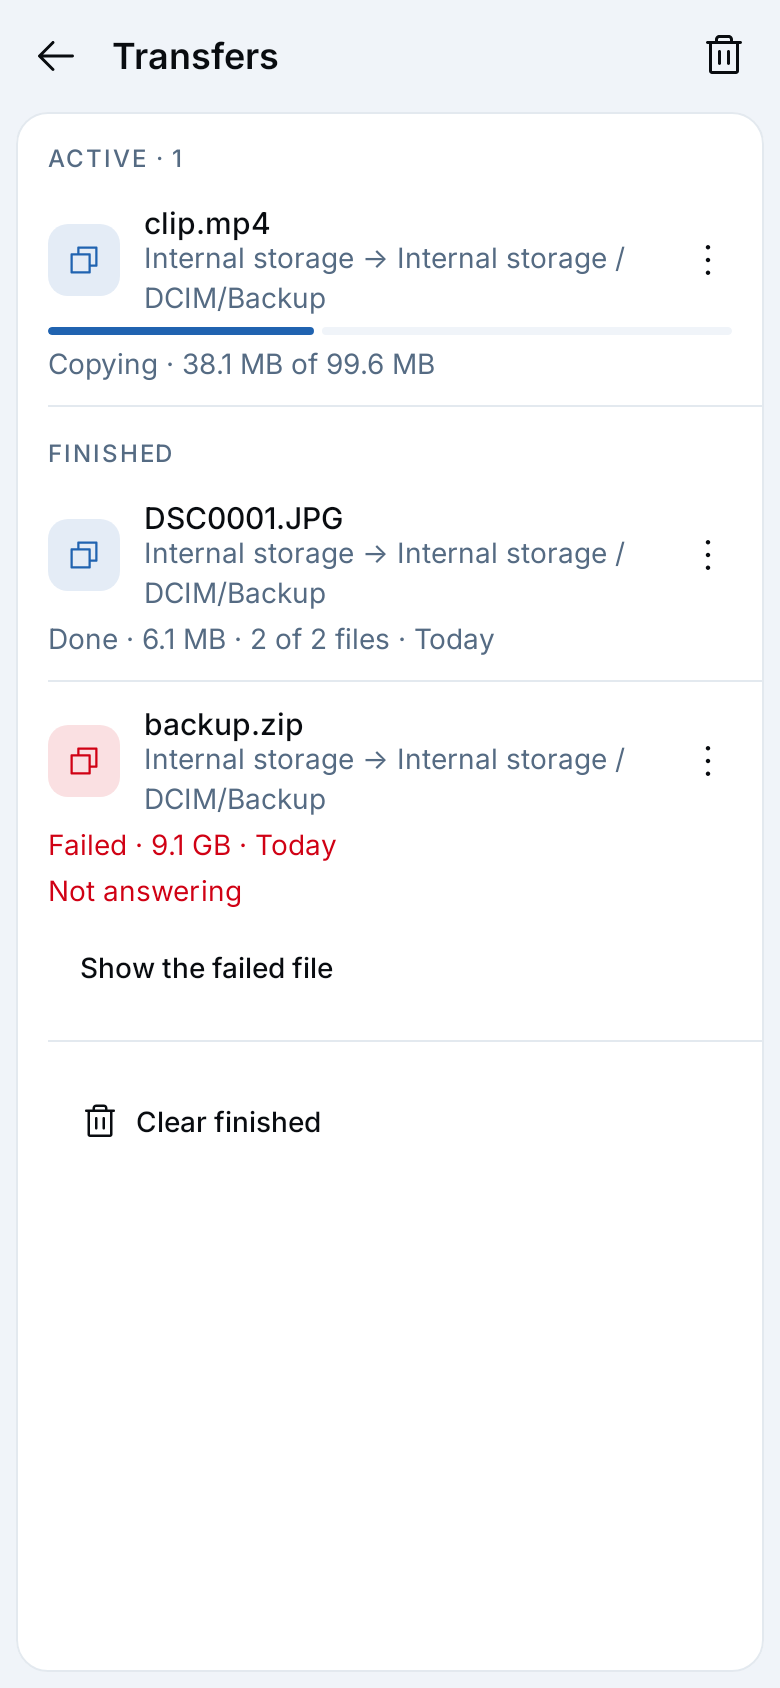 Transfers
ACTIVE · 1
clip.mp4
Internal storage → Internal storage /
DCIM/Backup
Copying · 38.1 MB of 99.6 MB
FINISHED
DSC0001.JPG
Internal storage → Internal storage /
DCIM/Backup
Done · 6.1 MB · 2 of 2 files · Today
backup.zip
Internal storage → Internal storage /
DCIM/Backup
Failed · 9.1 GB · Today
Not answering
Show the failed file
Clear finished